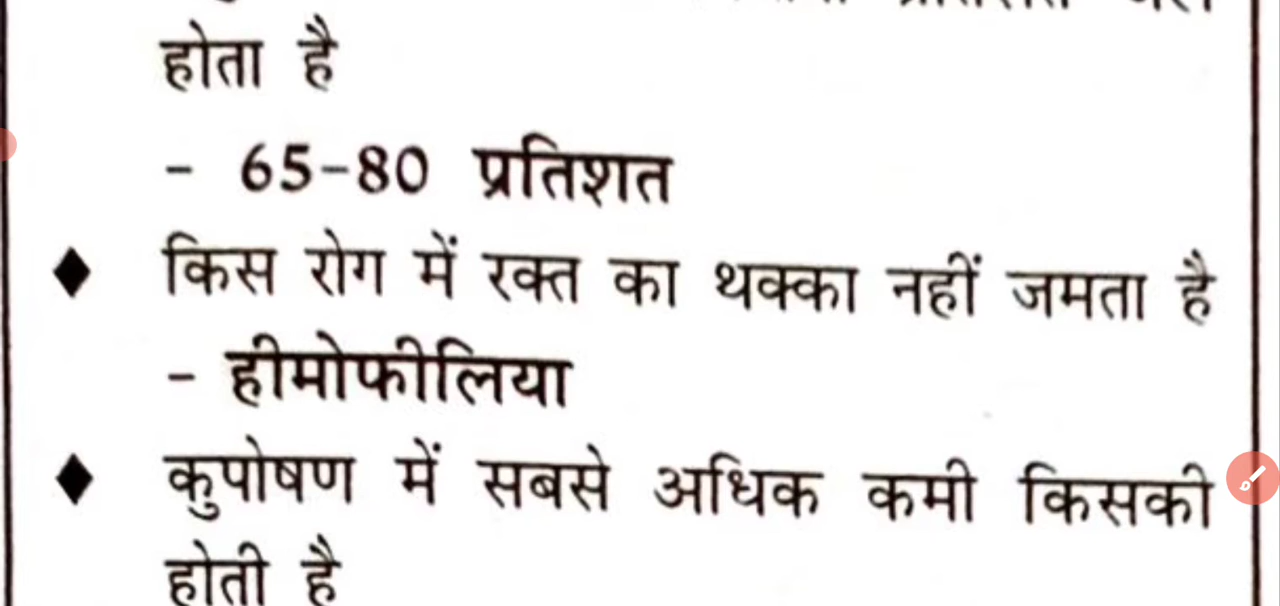 होता है
- 65-80 प्रतिशत
♦ किस रोग में रक्त का थक्का नहीं जमता है
- हीमोफीलिया
♦ कुपोषण में सबसे अधिक कमी किसकी
होती है